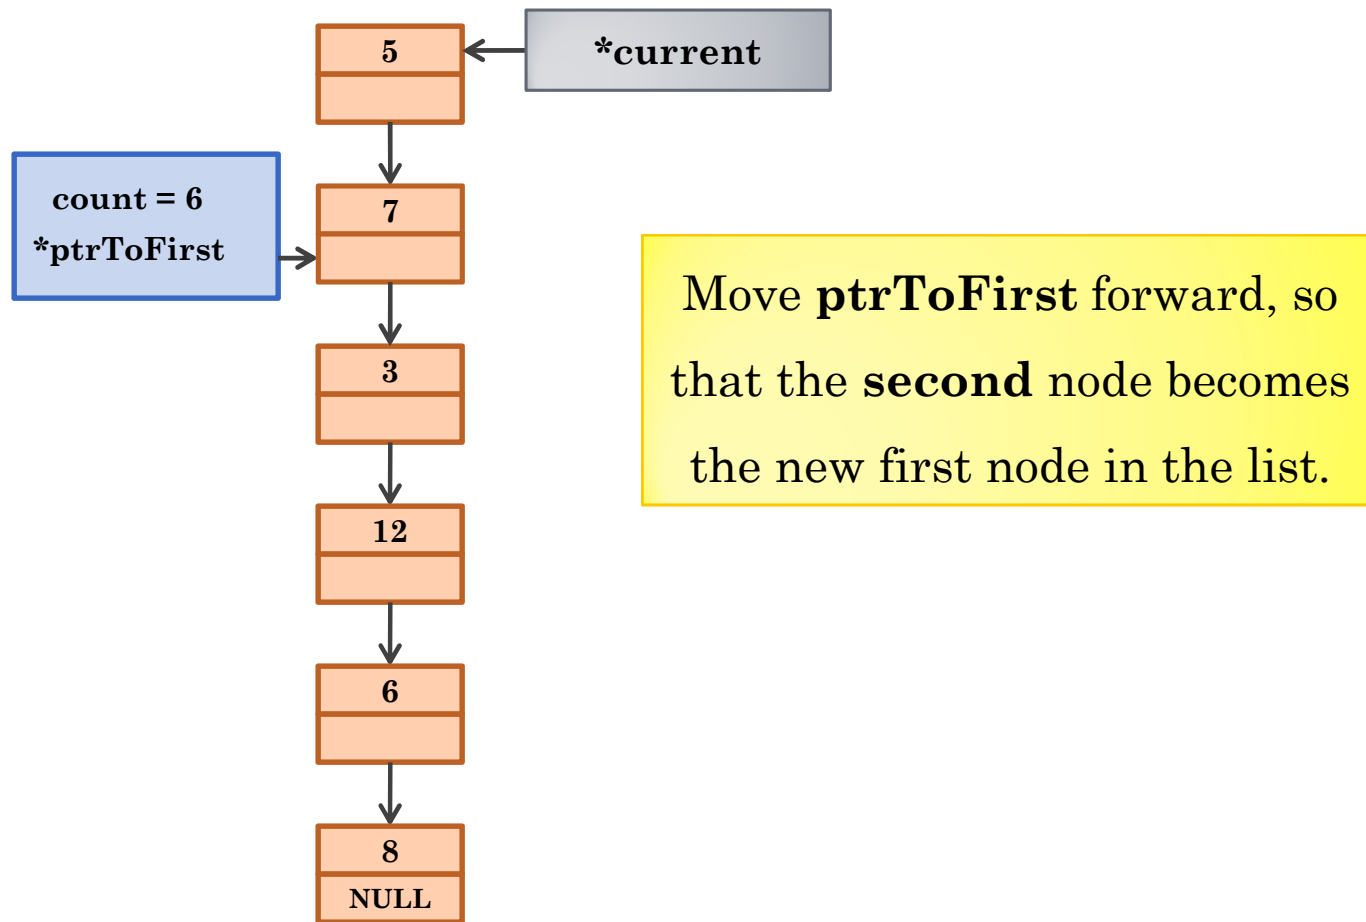 5
*current
count = 6
*ptrToFirst
7
Move ptrToFirst forward, so
that the second node becomes
the new first node in the list.
3
12
6
8
NULL